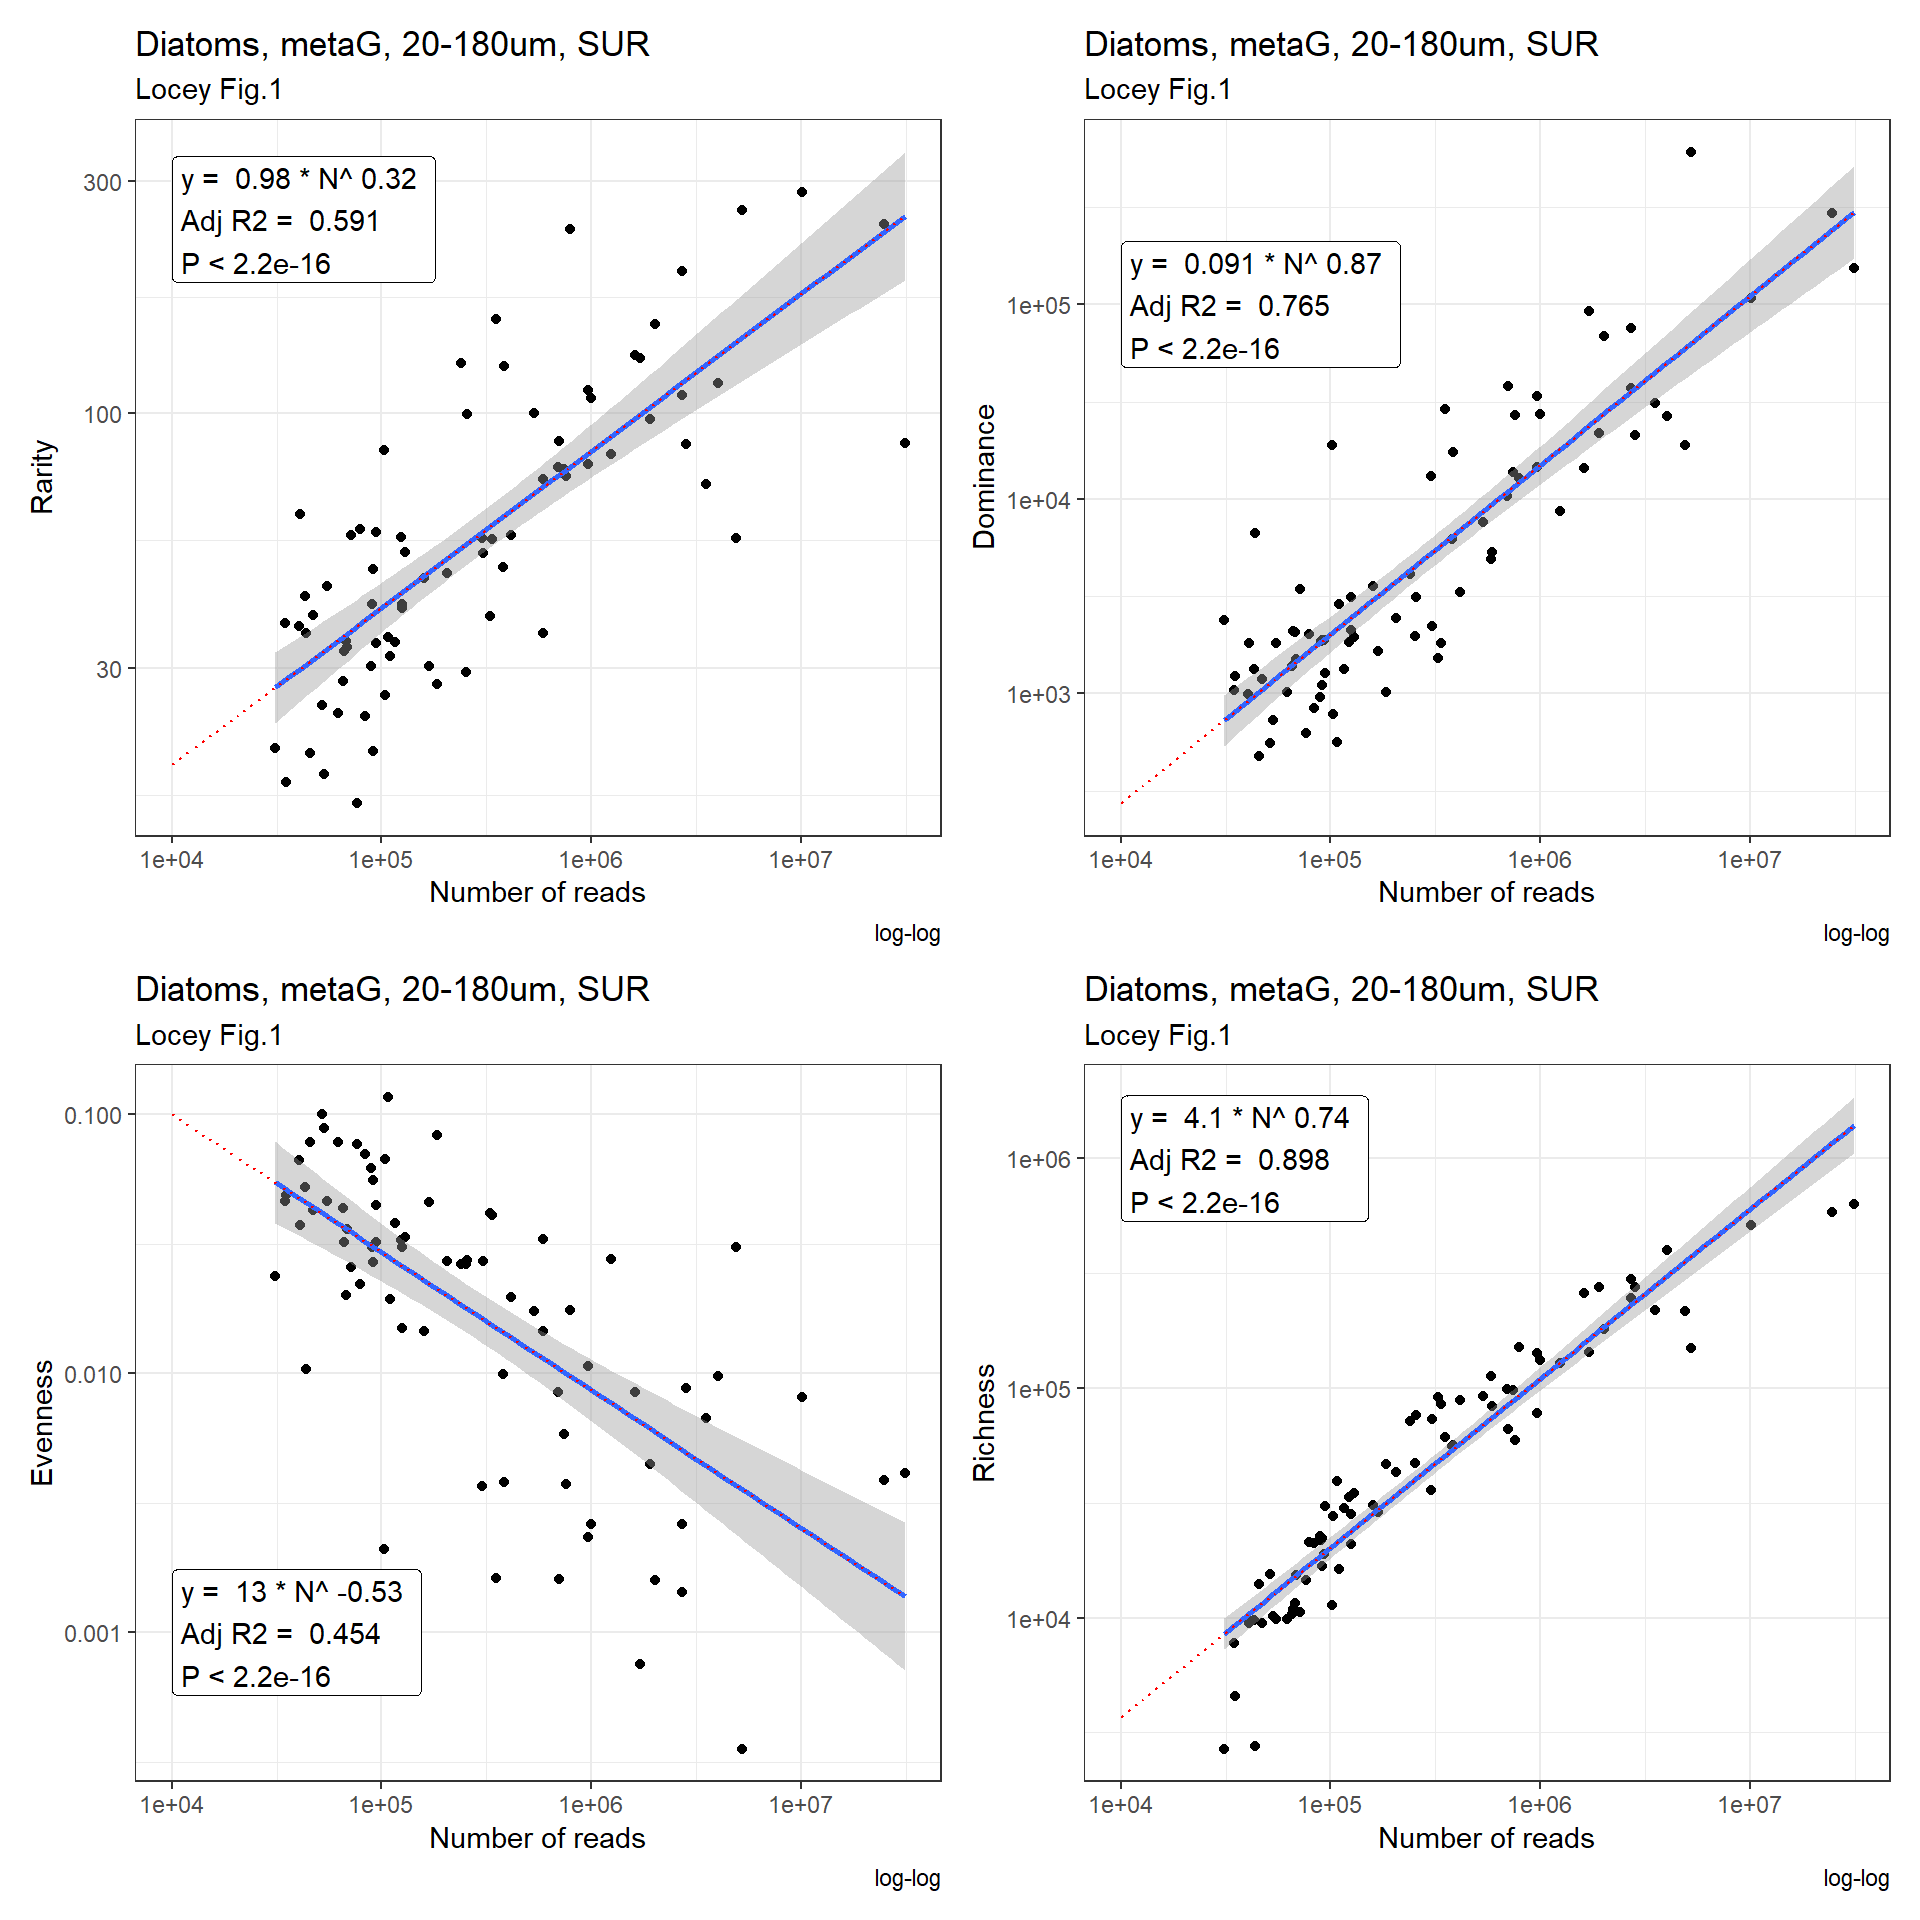 Diatoms, metaG, 20-180um, SUR
Locey Fig.1
y =  0.98 * N^ 0.32
Adj R2 =  0.591
P < 2.2e-16
300
100
30
Rarity
1e+04 1e+05 1e+06 1e+07
Number of reads
log-log
Diatoms, metaG, 20-180um, SUR
Locey Fig.1
y =  0.091 * N^ 0.87
Adj R2 =  0.765
P < 2.2e-16
1e+05
1e+04
1e+03
Dominance
1e+04 1e+05 1e+06 1e+07
Number of reads
log-log
Diatoms, metaG, 20-180um, SUR
Locey Fig.1
0.100
0.010
0.001
Evenness
y =  13 * N^ -0.53
Adj R2 =  0.454
P < 2.2e-16
1e+04 1e+05 1e+06 1e+07
Number of reads
log-log
Diatoms, metaG, 20-180um, SUR
Locey Fig.1
y =  4.1 * N^ 0.74
Adj R2 =  0.898
P < 2.2e-16
1e+06
1e+05
1e+04
Richness
1e+04 1e+05 1e+06 1e+07
Number of reads
log-log